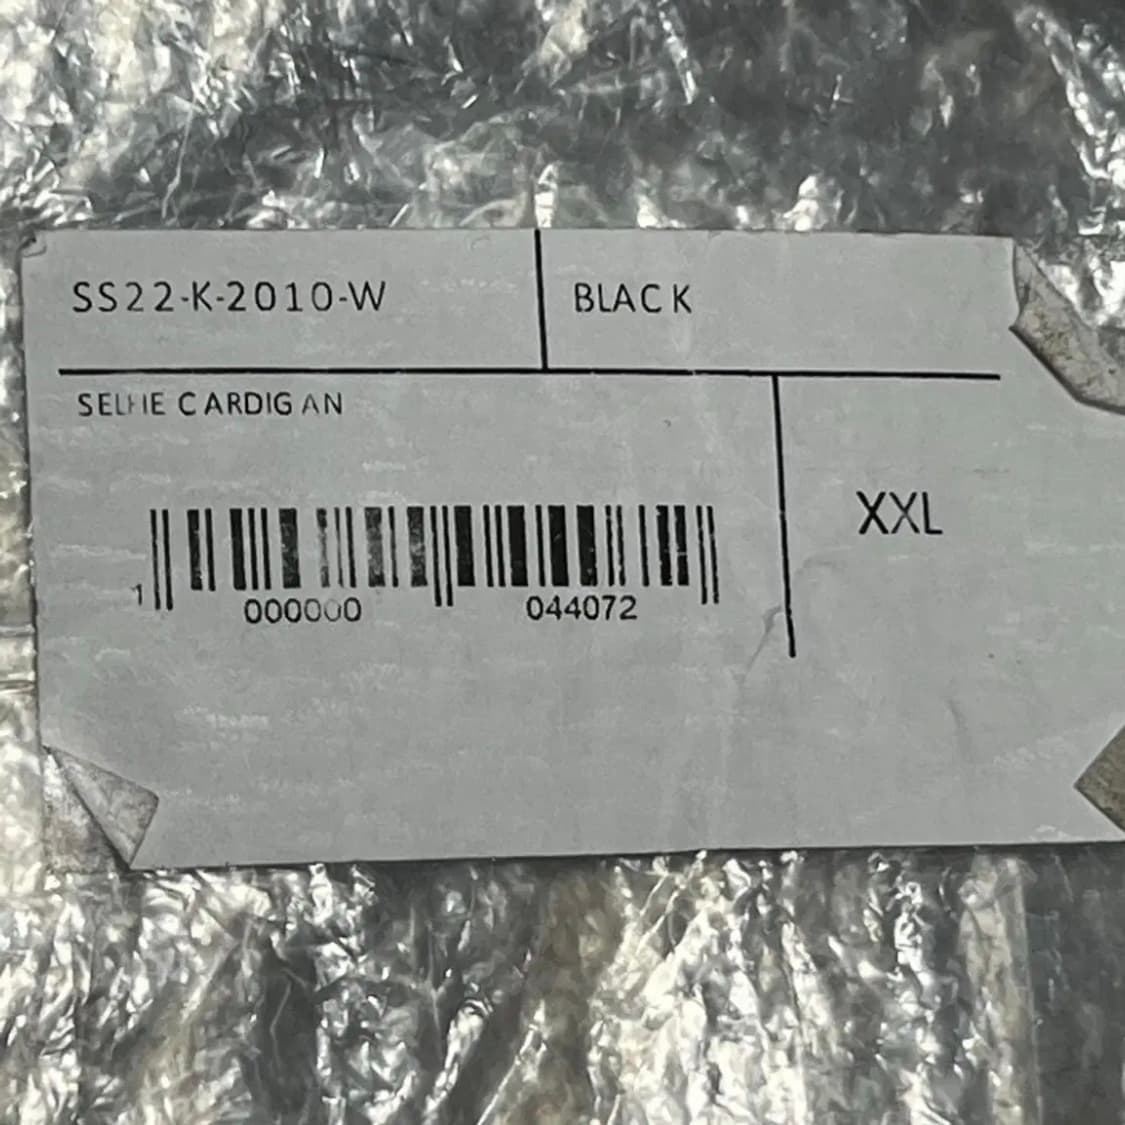 SS22-K-2010-W
BLACK
SELFIE CARDIGAN
XXL
1 000000 044072